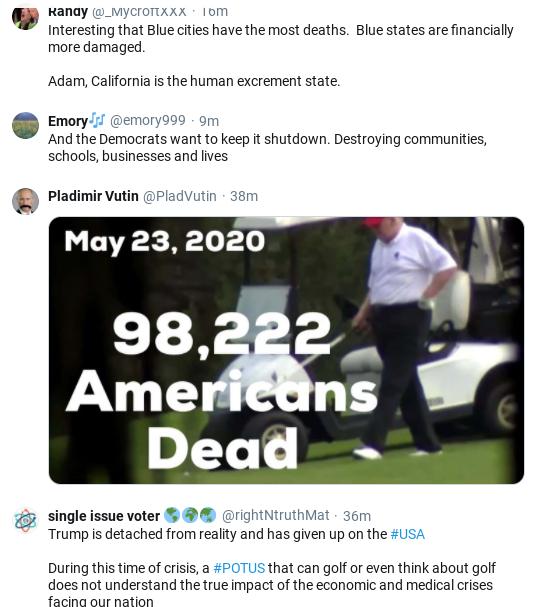 Randy @_MycroftXXX · 16m
Interesting that Blue cities have the most deaths.  Blue states are financially
more damaged.
Adam, California is the human excrement state.
Emory🎶 @emory999 · 9m
And the Democrats want to keep it shutdown. Destroying communities,
schools, businesses and lives
Pladimir Vutin @PladVutin · 38m
May 23, 2020
98,222
Americans
Dead
single issue voter 🌎🌍🌏 @rightNtruthMat · 36m
Trump is detached from reality and has given up on the #USA
During this time of crisis, a #POTUS that can golf or even think about golf
does not understand the true impact of the economic and medical crises
facing our nation